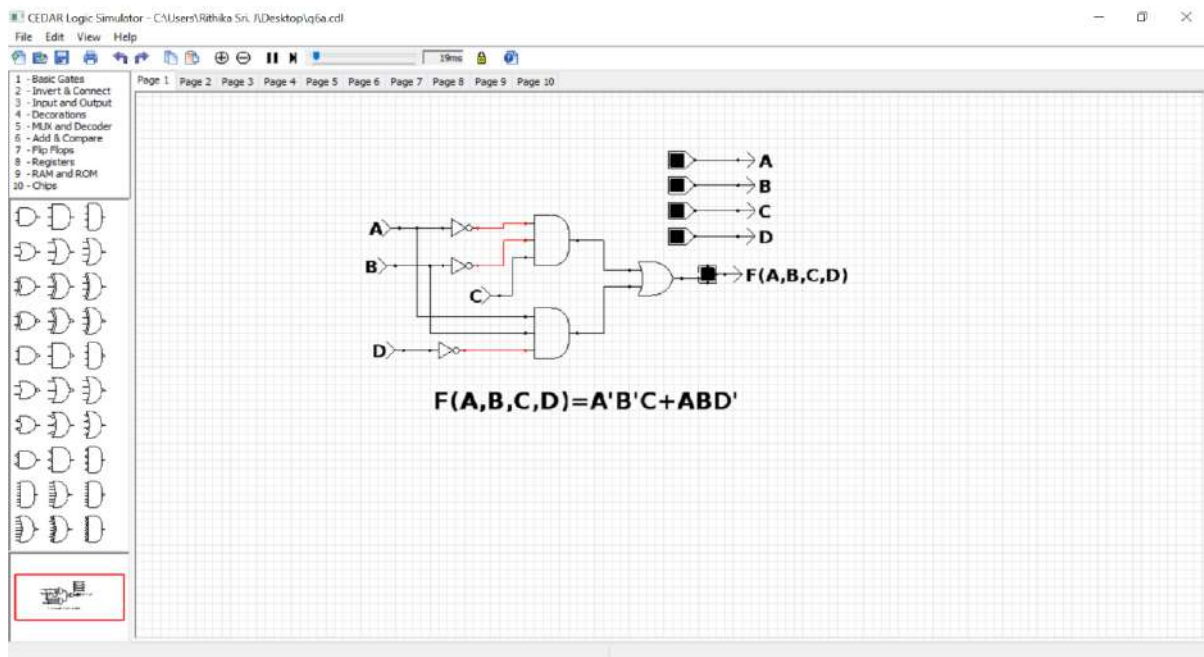 CEDAR Logic Simulator - C:\Users\Rithika Sri. J\Desktop\q6a.cdl
File Edit View Help
19ms
1 - Basic Gates
2 - Invert & Connect
3 - Input and Output
4 - Decorations
5 - MUX and Decoder
6 - Add & Compare
7 - Flip Flops
8 - Registers
9 - RAM and ROM
10 - Chips
Page 1 Page 2 Page 3 Page 4 Page 5 Page 6 Page 7 Page 8 Page 9 Page 10
A
B
C
D
A
B
C
D
F(A,B,C,D)
F(A,B,C,D)=A'B'C+ABD'